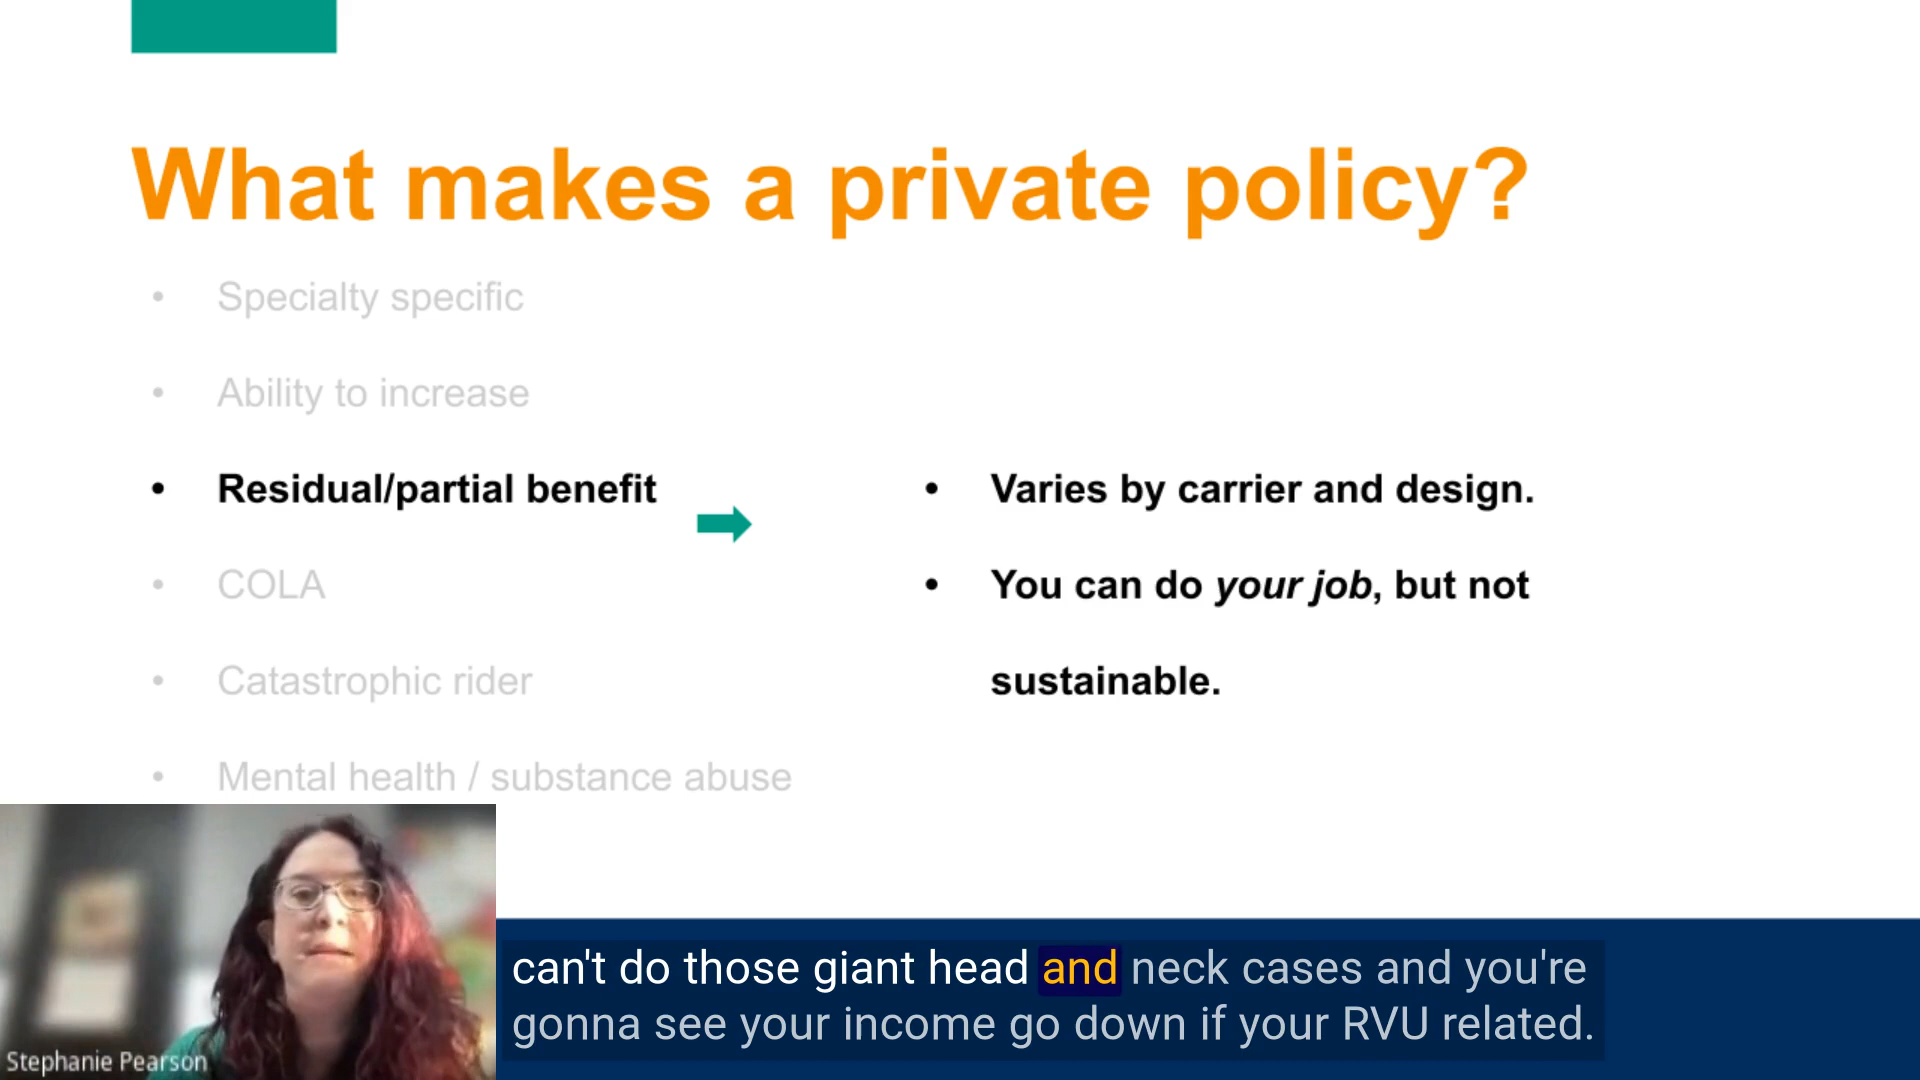 What makes a private policy?
• Specialty specific
• Ability to increase
• Residual/partial benefit
• COLA
• Catastrophic rider
• Mental health / substance abuse
• Varies by carrier and design.
• You can do your job, but not
sustainable.
Stephanie Pearson
can't do those giant head and neck cases and you're
gonna see your income go down if your RVU related.